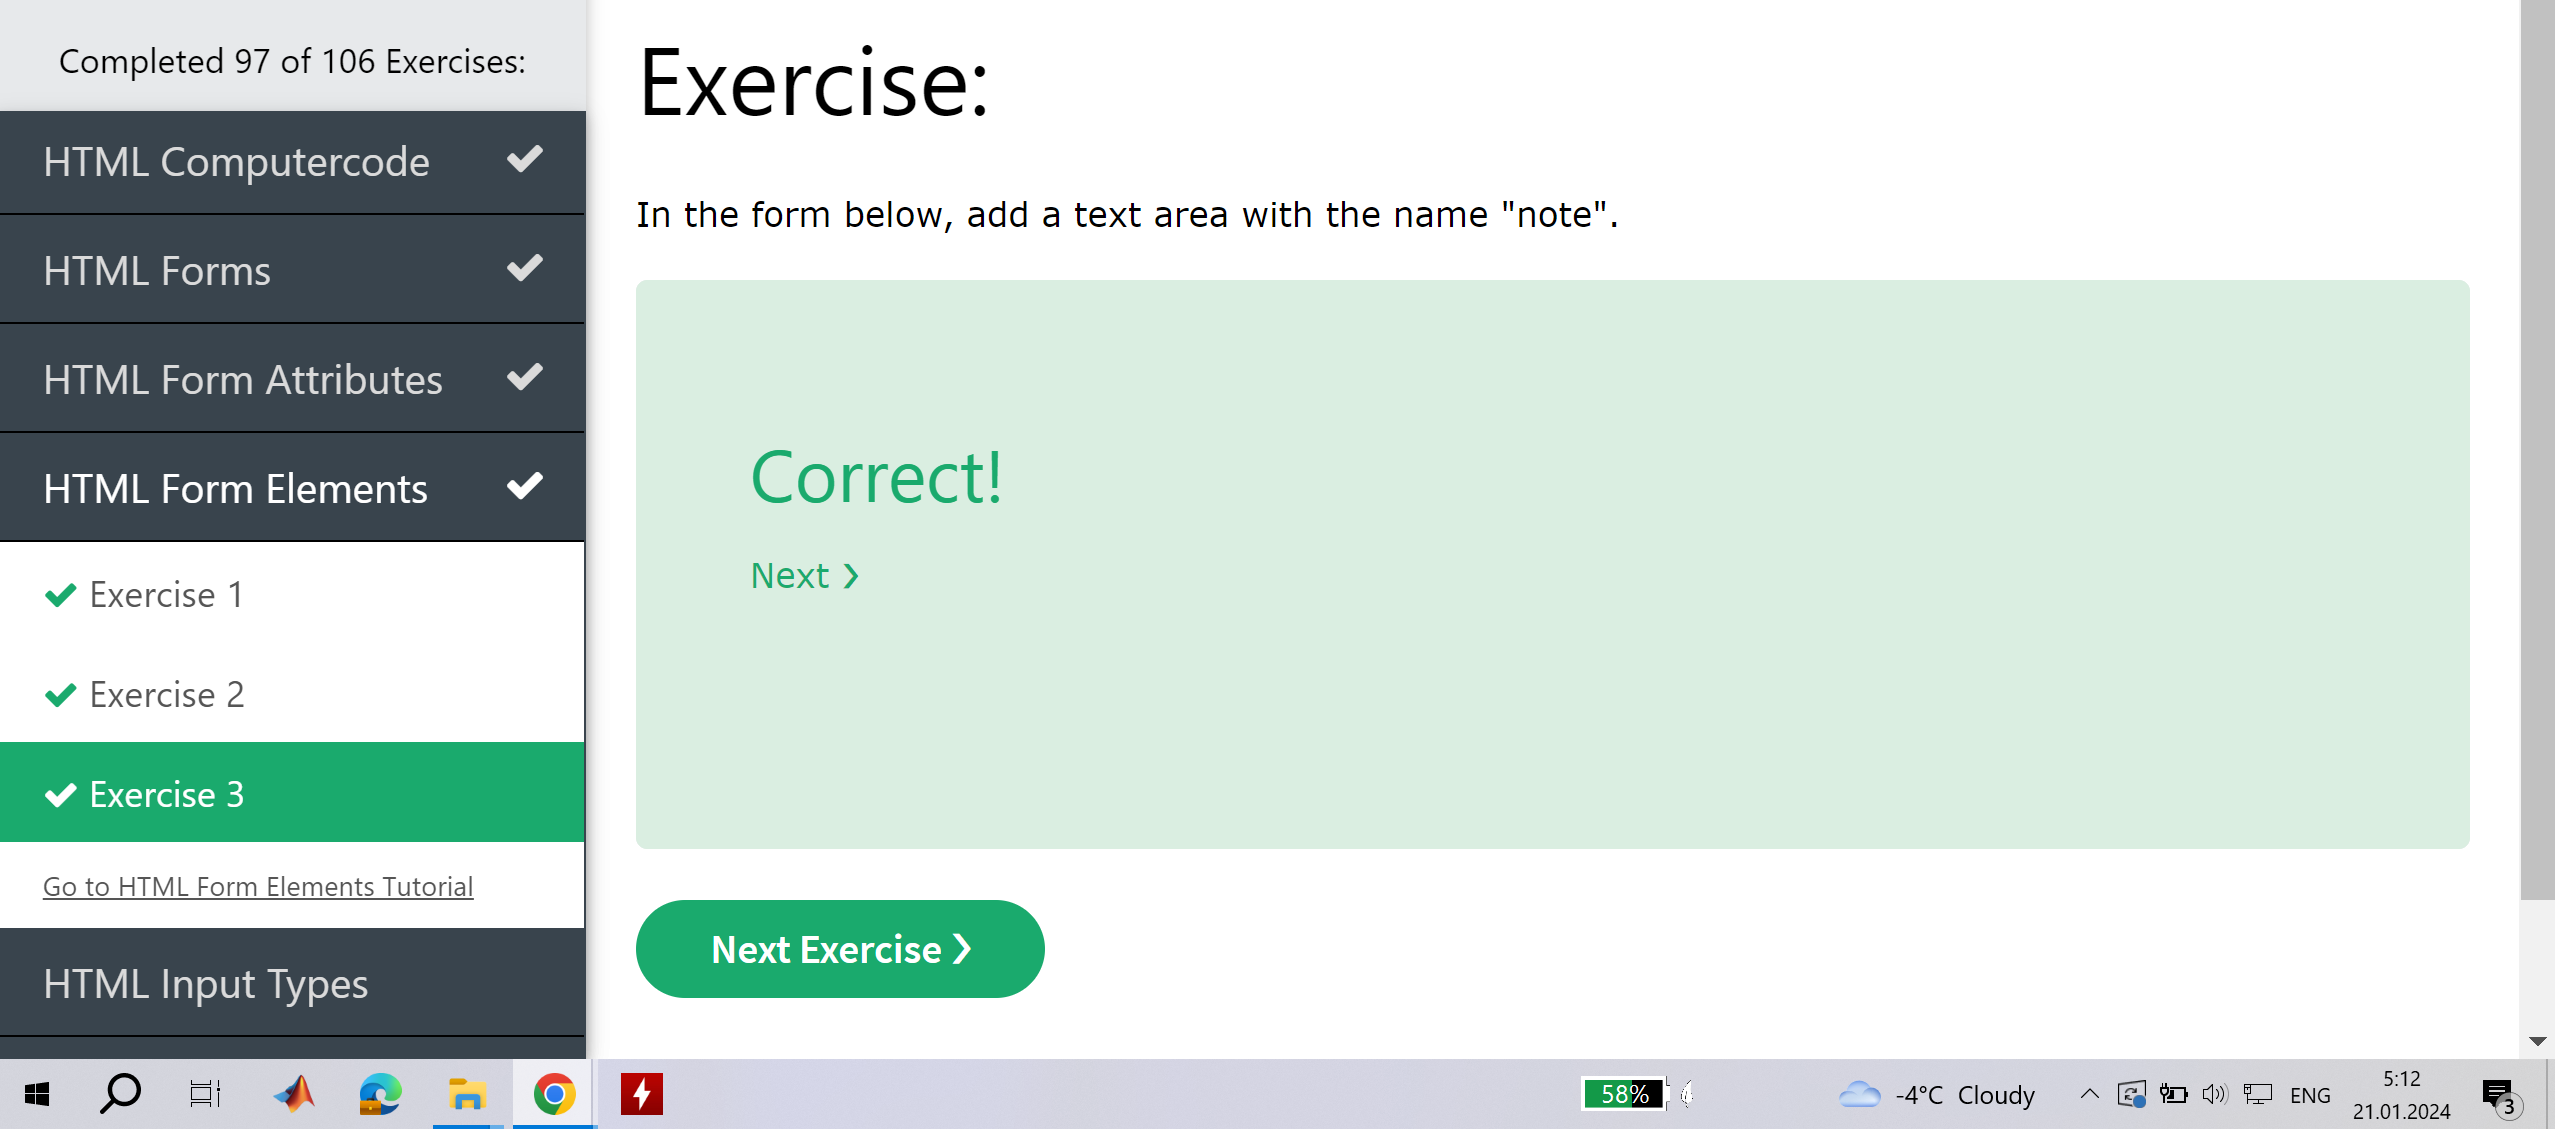 Completed 97 of 106 Exercises:
HTML Computercode
HTML Forms
HTML Form Attributes
HTML Form Elements
Exercise 1
Exercise 2
Exercise 3
Go to HTML Form Elements Tutorial
HTML Input Types
Exercise:
In the form below, add a text area with the name "note".
Correct!
Next ❯
Next Exercise ❯
58%
-4°C Cloudy
ENG
5:12
21.01.2024
3